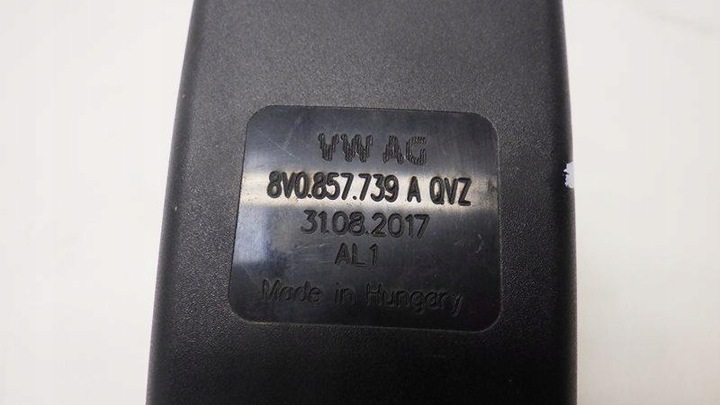 VW AG
8V0.857.739 A QVZ
31.08.2017
AL1
Made in Hungary